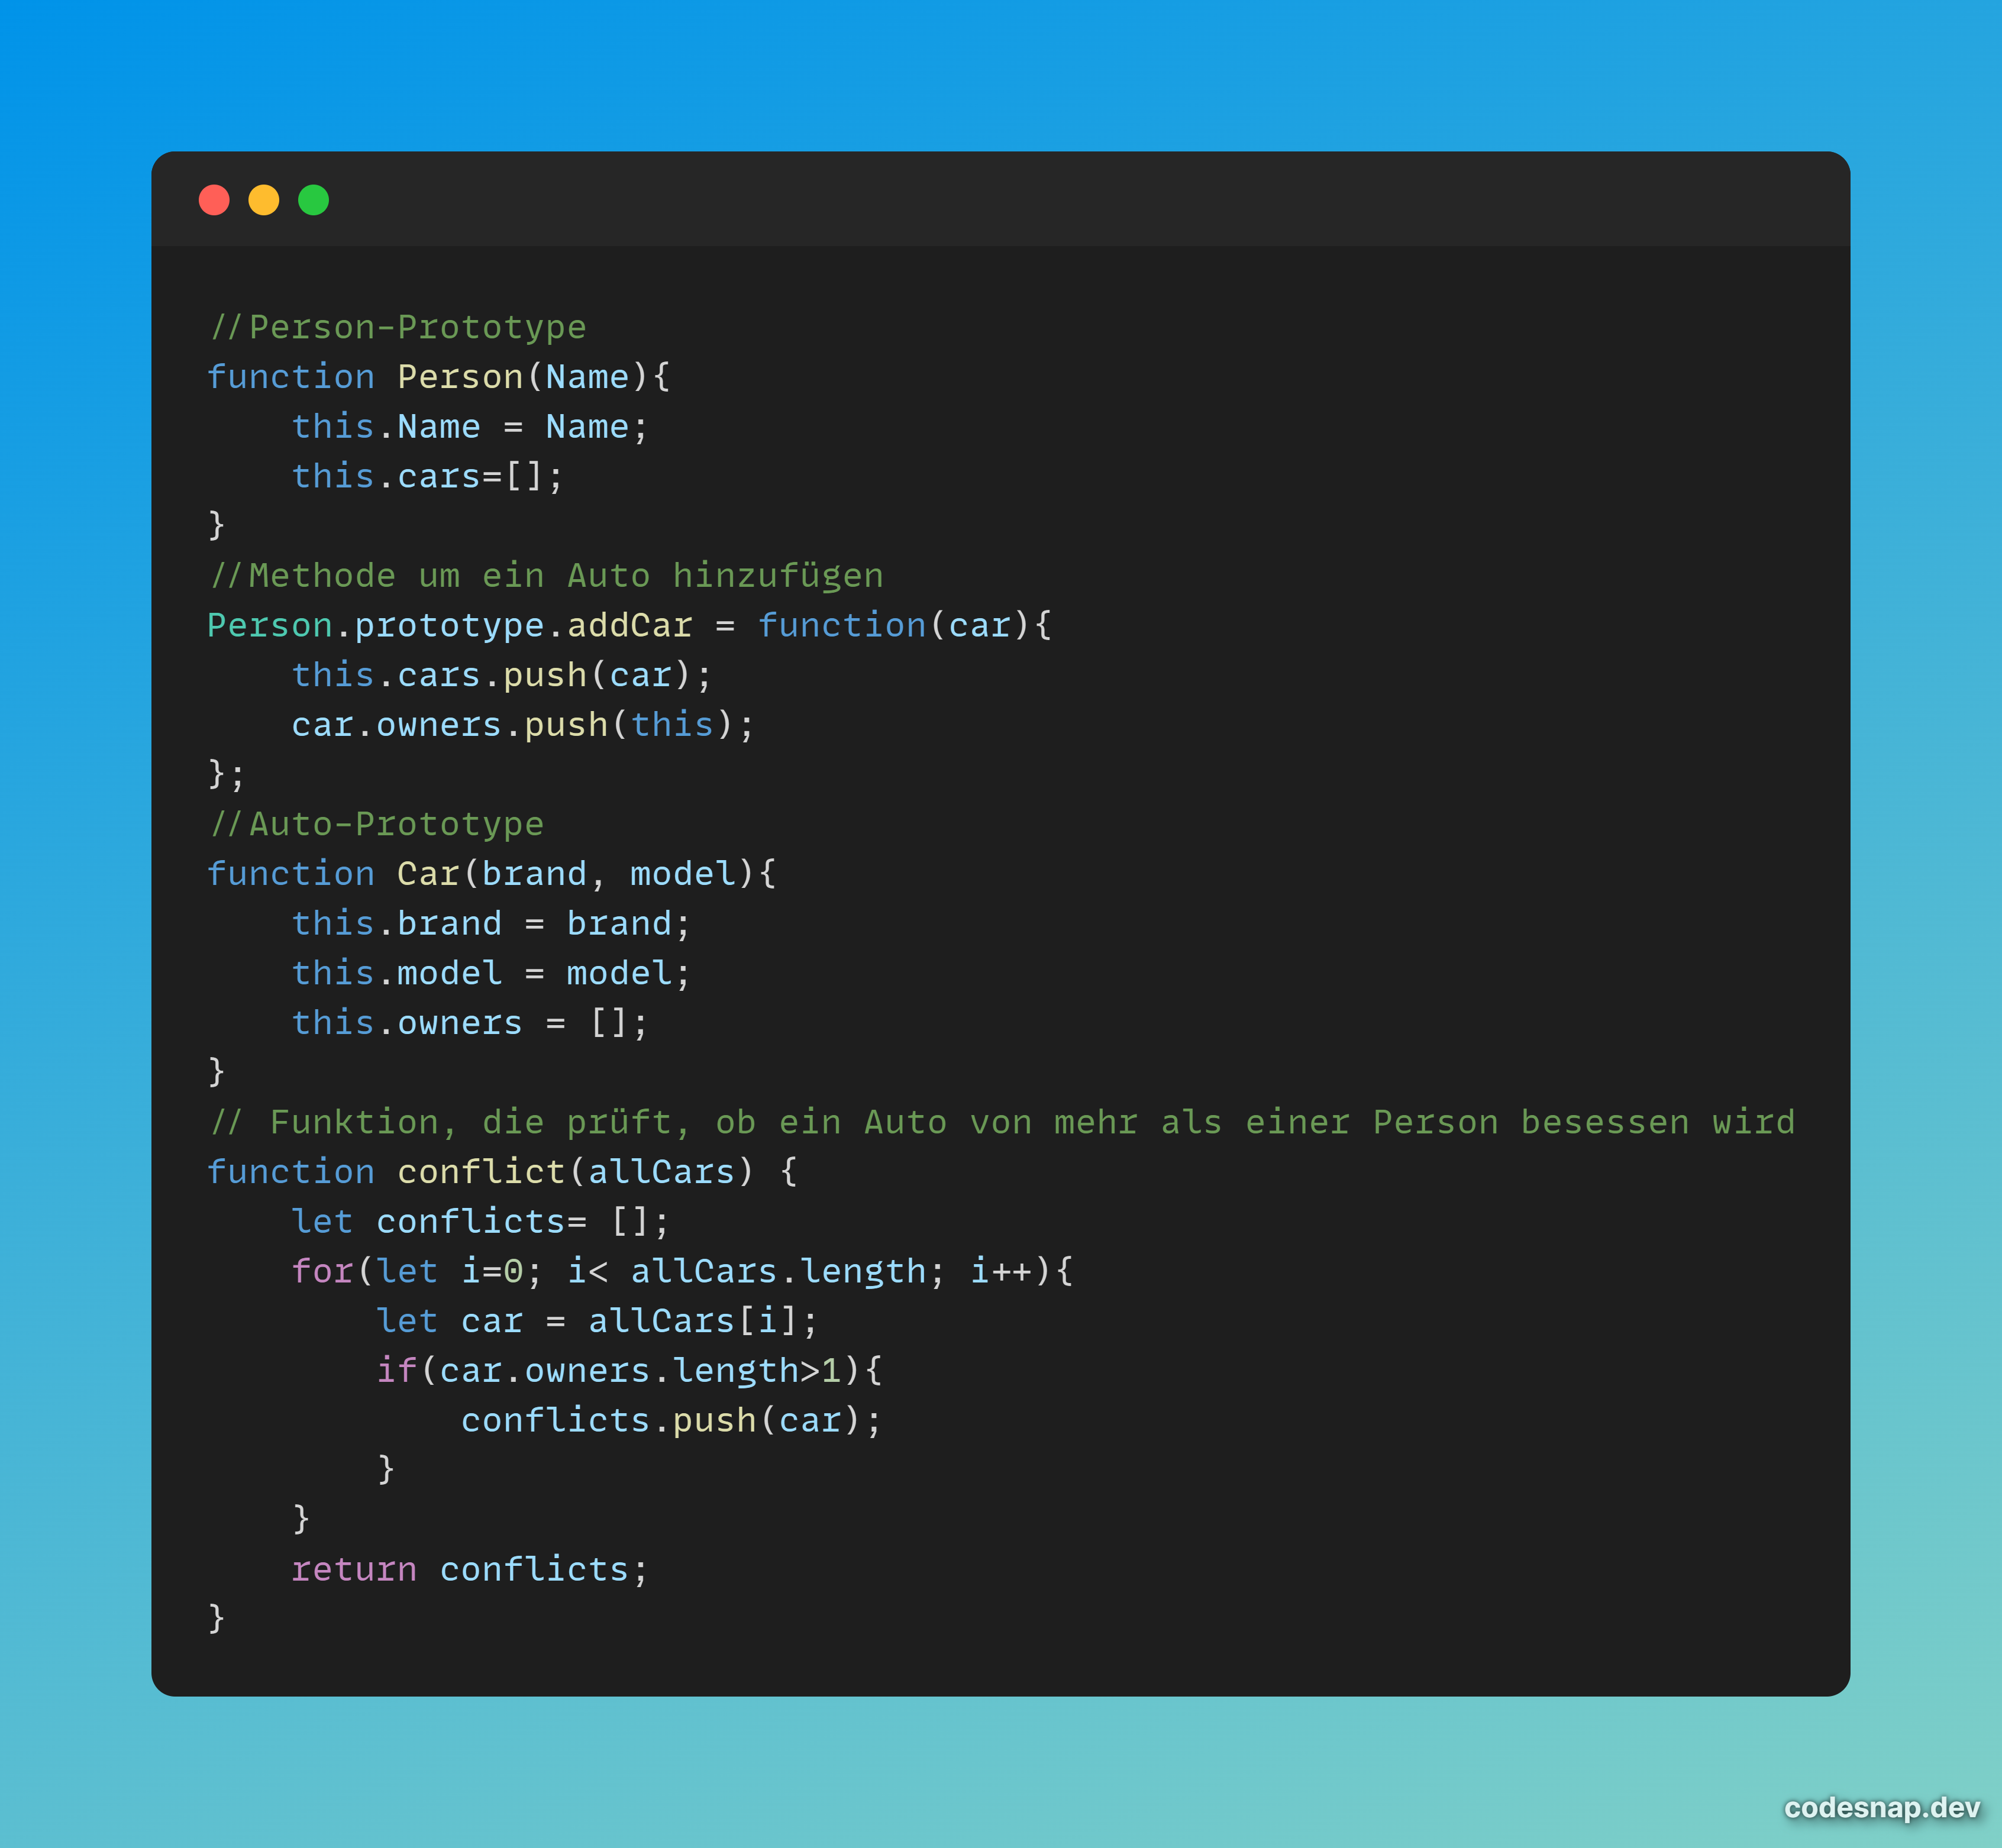 //Person-Prototype
function Person(Name){
    this.Name = Name;
    this.cars=[];
}
//Methode um ein Auto hinzufügen
Person.prototype.addCar = function(car){
    this.cars.push(car);
    car.owners.push(this);
};
//Auto-Prototype
function Car(brand, model){
    this.brand = brand;
    this.model = model;
    this.owners = [];
}
// Funktion, die prüft, ob ein Auto von mehr als einer Person besessen wird
function conflict(allCars) {
    let conflicts= [];
    for(let i=0; i< allCars.length; i++){
        let car = allCars[i];
        if(car.owners.length>1){
            conflicts.push(car);
        }
    }
    return conflicts;
}
codesnap.dev